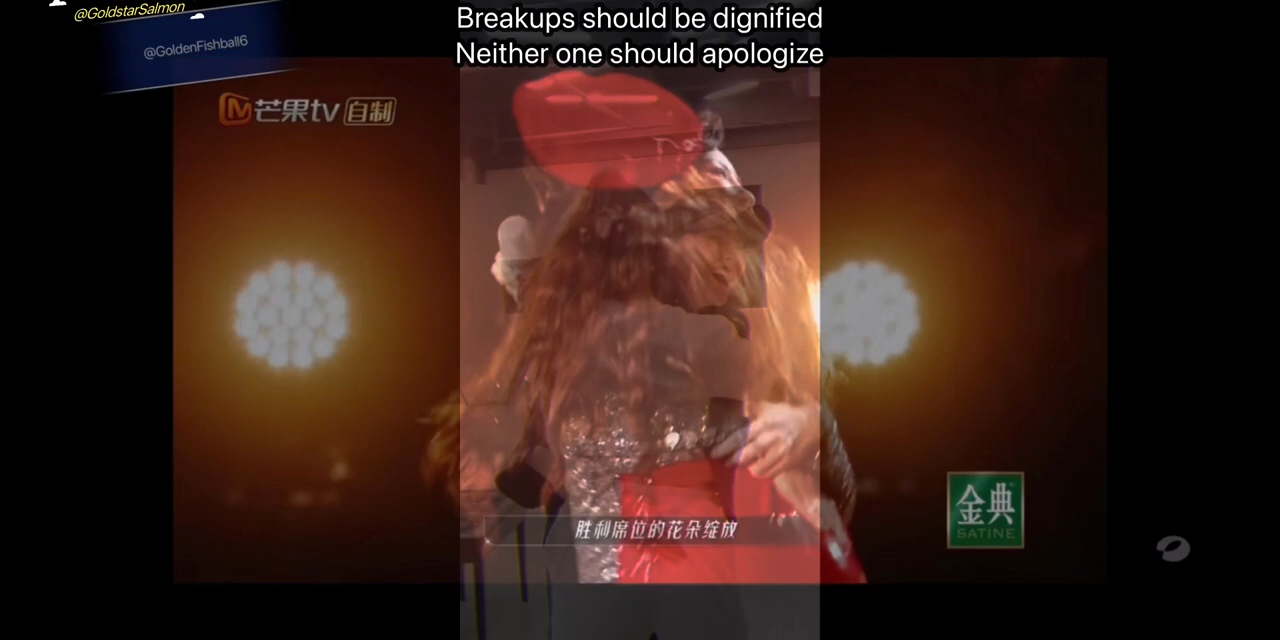 @GoldstarSalmon
@GoldenFishball6
Breakups should be dignified
Neither one should apologize
芒果tv 自制
胜利席位的花朵绽放
金典
SATINE